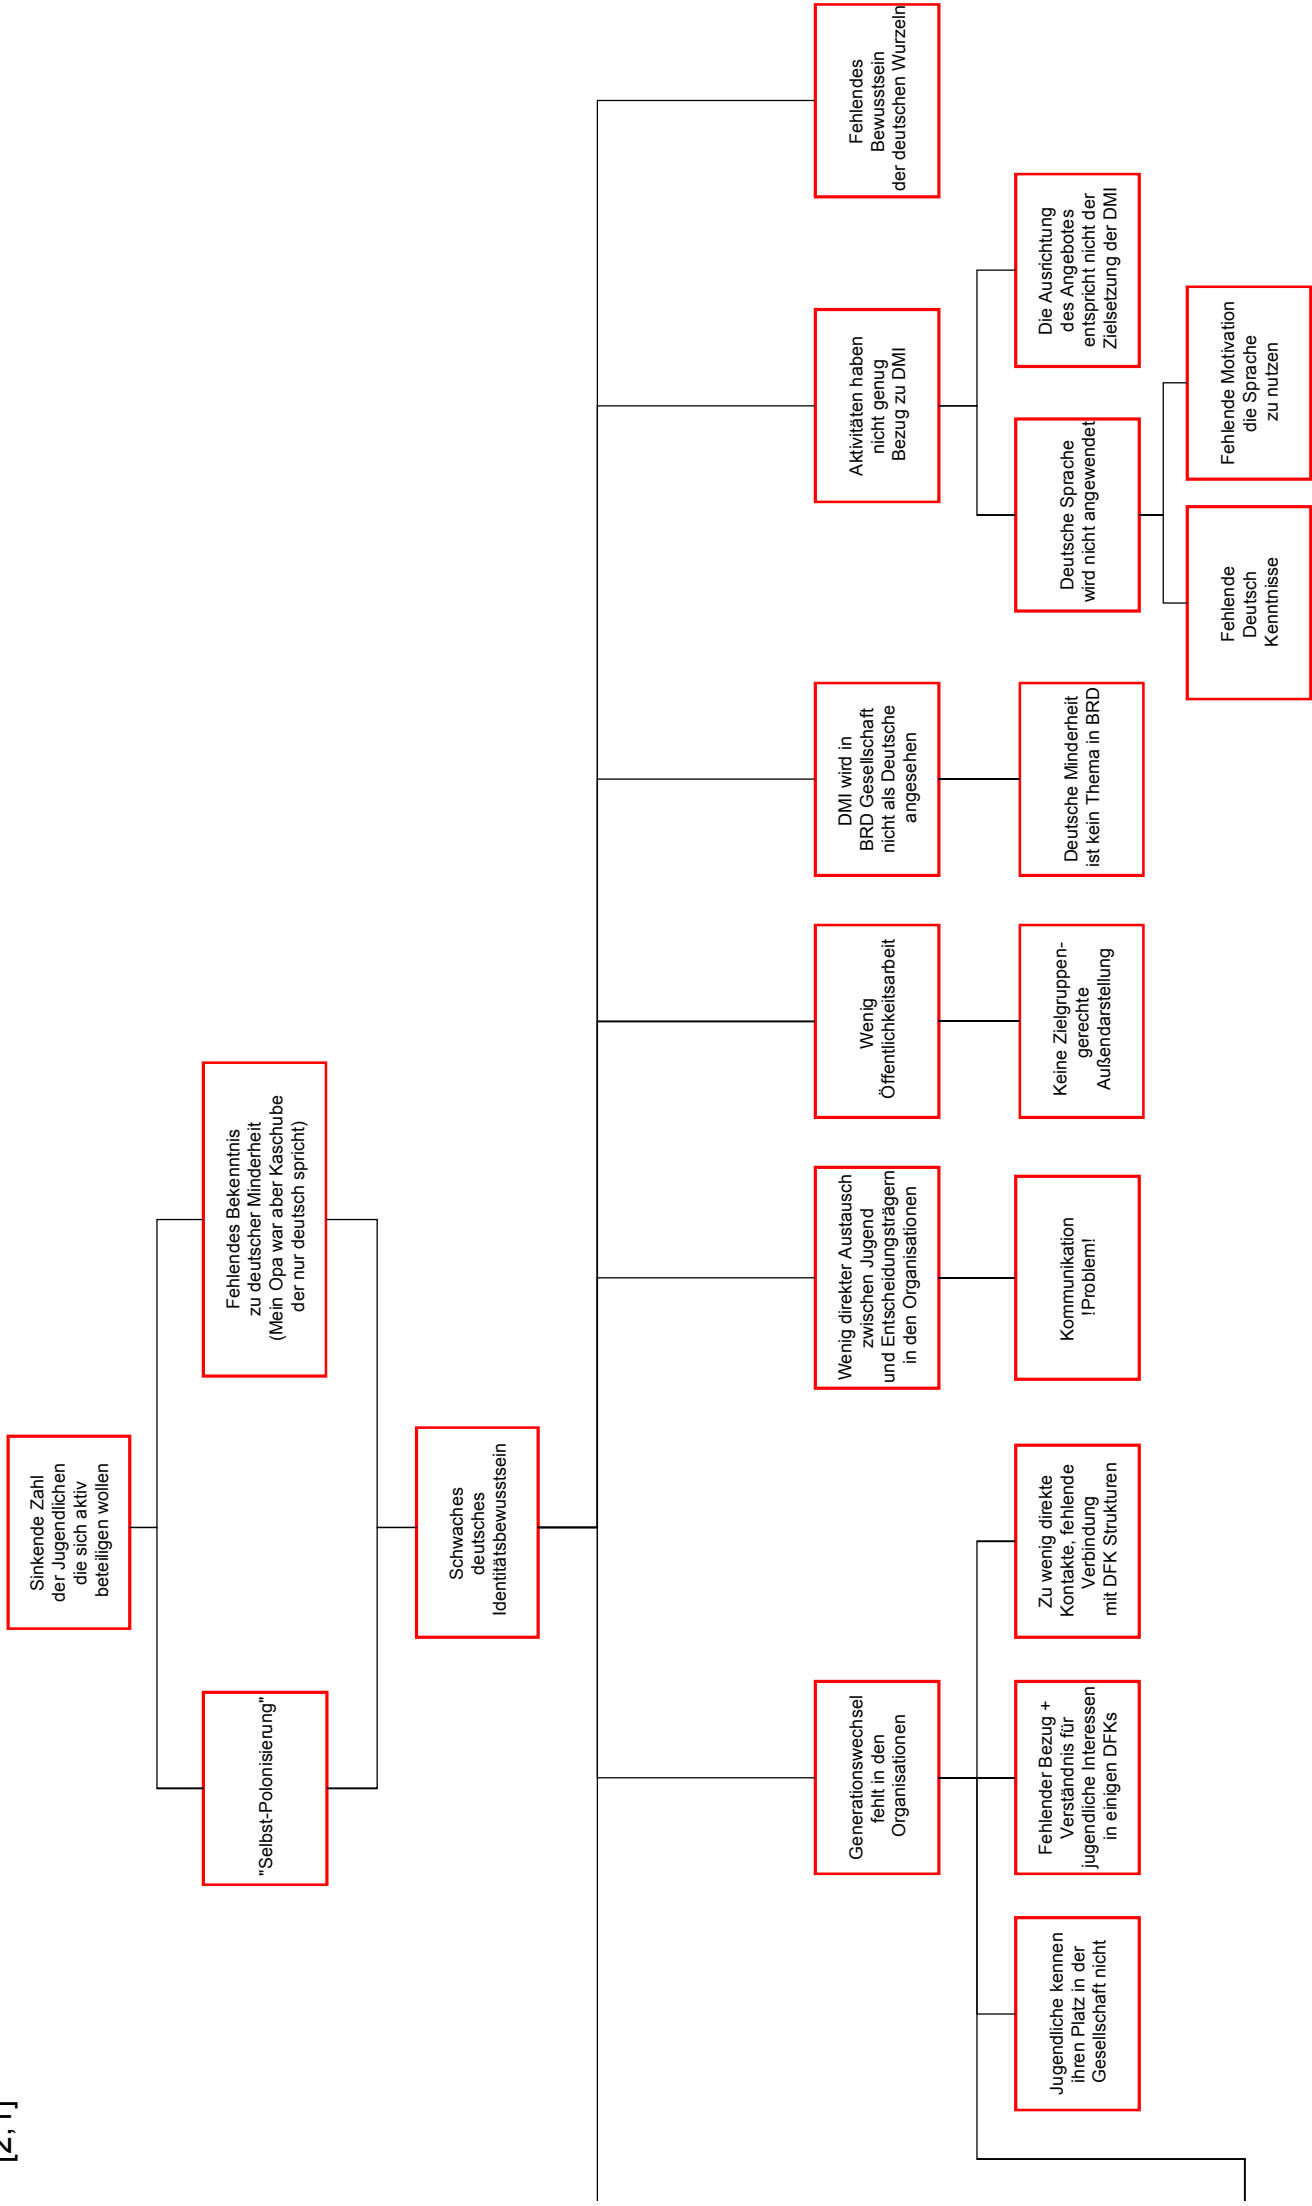 [2, 1]
Sinkende Zahl
der Jugendlichen
die sich aktiv
beteiligen wollen
"Selbst-Polonisierung"
Fehlendes Bekenntnis
zu deutscher Minderheit
(Mein Opa war aber Kaschube
der nur deutsch spricht)
Schwaches
deutsches
Identitätsbewusstsein
Generationswechsel
fehlt in den
Organisationen
Wenig direkter Austausch
zwischen Jugend
und Entscheidungsträgern
in den Organisationen
Wenig
Öffentlichkeitsarbeit
DMI wird in
BRD Gesellschaft
nicht als Deutsche
angesehen
Aktivitäten haben
nicht genug
Bezug zu DMI
Fehlendes
Bewusstsein
der deutschen Wurzeln
Jugendliche kennen
ihren Platz in der
Gesellschaft nicht
Fehlender Bezug +
Verständnis für
jugendliche Interessen
in einigen DFKs
Zu wenig direkte
Kontakte, fehlende
Verbindung
mit DFK Strukturen
Kommunikation
!Problem!
Keine Zielgruppen-
gerechte
Außendarstellung
Deutsche Minderheit
ist kein Thema in BRD
Deutsche Sprache
wird nicht angewendet
Die Ausrichtung
des Angebotes
entspricht nicht der
Zielsetzung der DMI
Fehlende
Deutsch
Kenntnisse
Fehlende Motivation
die Sprache
zu nutzen